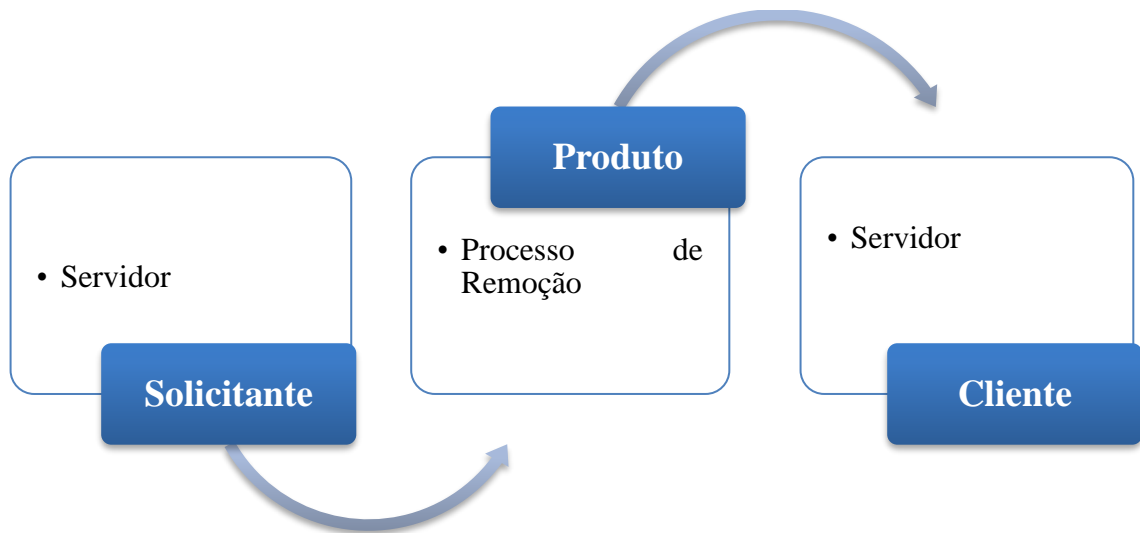 • Servidor
Solicitante
Produto
• Processo de
Remoção
• Servidor
Cliente